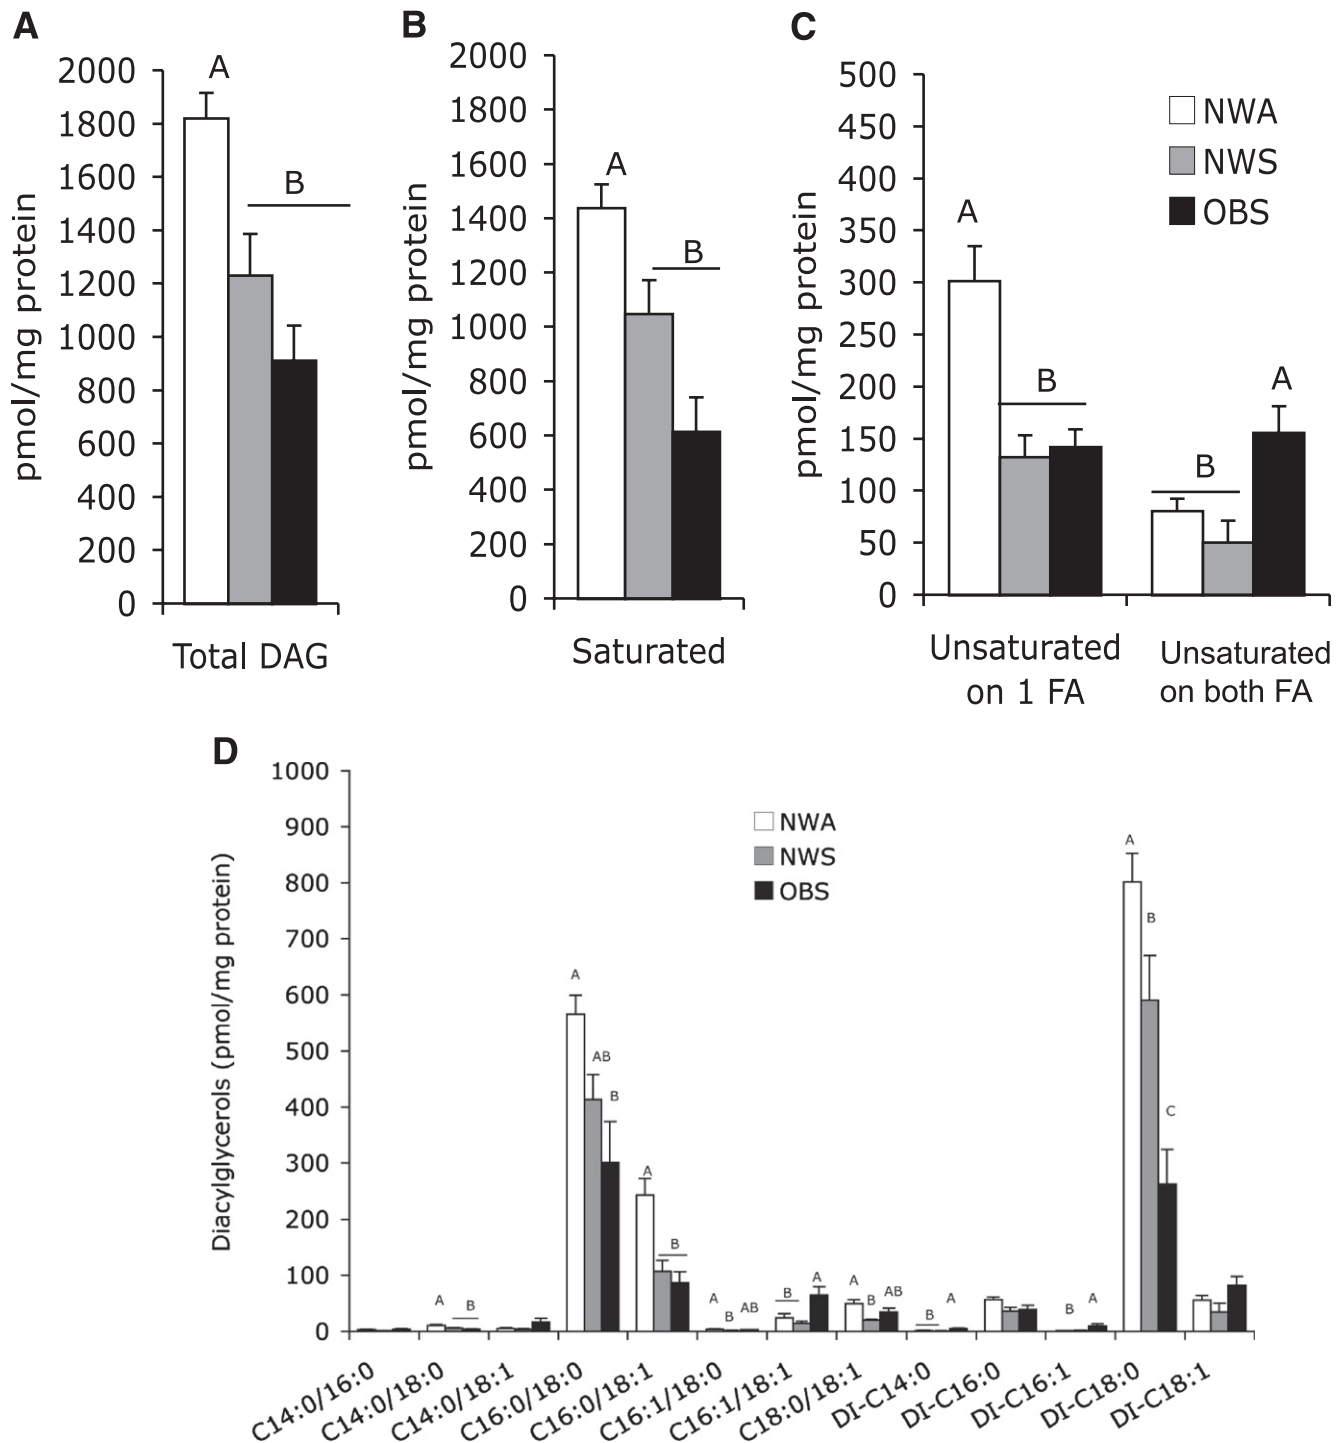 A
B
C
2000
1800
1600
1400
1200
1000
800
600
400
200
0
pmol/mg protein
A
B
Total DAG
2000
1800
1600
1400
1200
1000
800
600
400
200
0
pmol/mg protein
A
B
Saturated
500
450
400
350
300
250
200
150
100
50
0
pmol/mg protein
NWA
NWS
OBS
A
B
B
A
Unsaturated
on 1 FA
Unsaturated
on both FA
D
1000
900
800
700
600
500
400
300
200
100
0
Diacylglycerols (pmol/mg protein)
NWA
NWS
OBS
A
B
A
AB
B
A
B
A
B
AB
B
A
A
B
AB
B
A
B
A
A
B
C
C14:0/16:0
C14:0/18:0
C14:0/18:1
C16:0/18:0
C16:0/18:1
C16:1/18:0
C16:1/18:1
C18:0/18:1
DI-C14:0
DI-C16:0
DI-C16:1
DI-C18:0
DI-C18:1